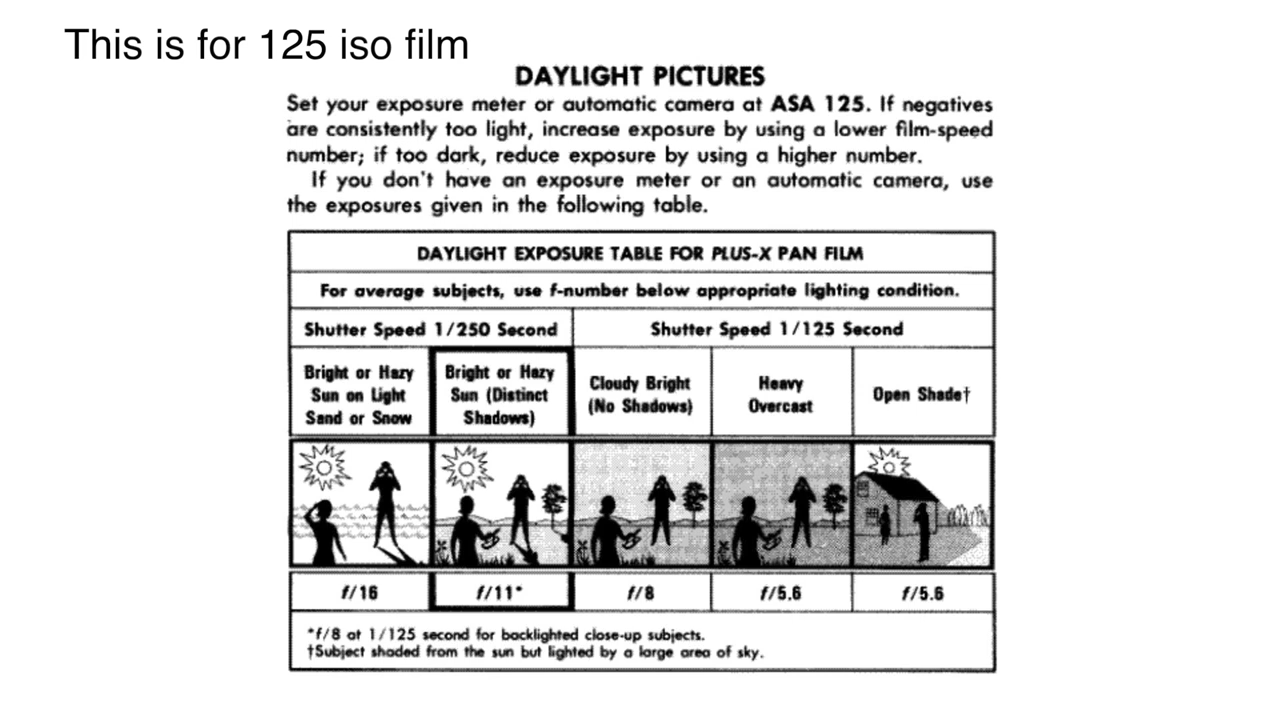 This is for 125 iso film
DAYLIGHT PICTURES
Set your exposure meter or automatic camera at ASA 125. If negatives
are consistently too light, increase exposure by using a lower film-speed
number; if too dark, reduce exposure by using a higher number.
If you don't have an exposure meter or an automatic camera, use
the exposures given in the following table.
DAYLIGHT EXPOSURE TABLE FOR PLUS-X PAN FILM
For average subjects, use f-number below appropriate lighting condition.
Shutter Speed 1/250 Second
Shutter Speed 1/125 Second
Bright or Hazy
Sun on Light
Sand or Snow
Bright or Hazy
Sun (Distinct
Shadows)
Cloudy Bright
(No Shadows)
Heavy
Overcast
Open Shade†
f/16
f/11*
f/8
f/5.6
f/5.6
*f/8 at 1/125 second for backlighted close-up subjects.
†Subject shaded from the sun but lighted by a large area of sky.